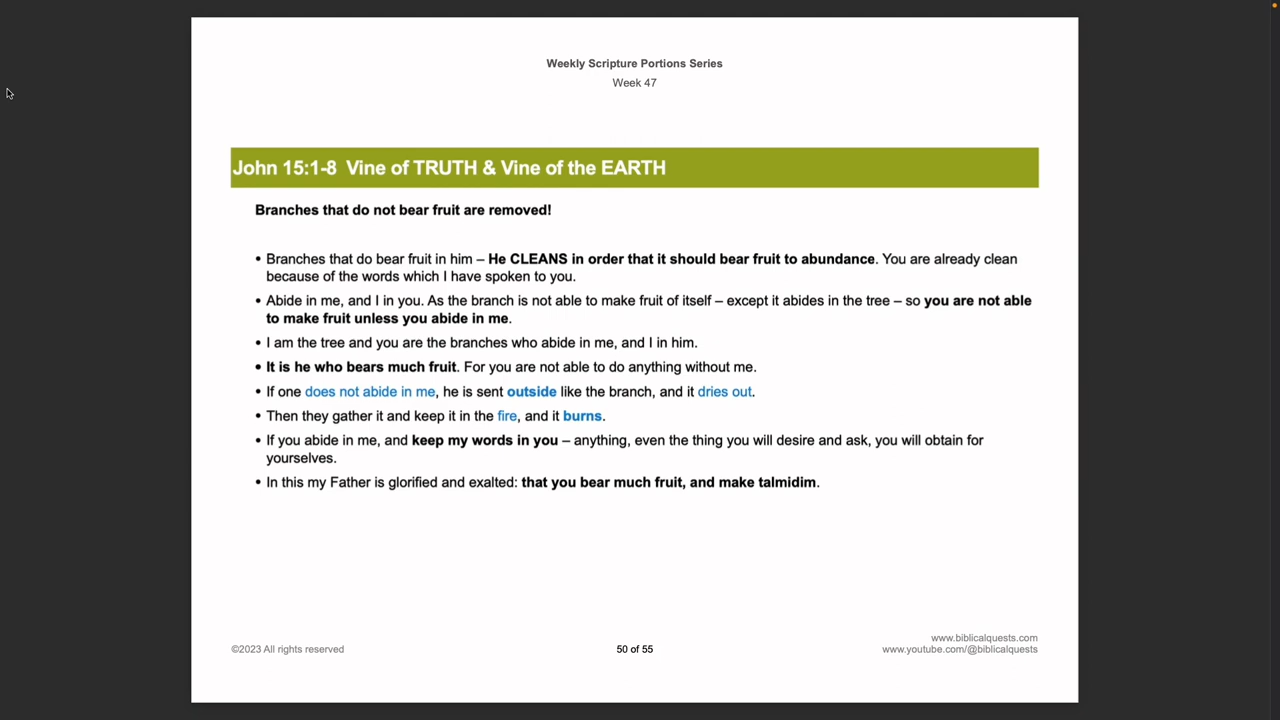 Weekly Scripture Portions Series
Week 47
John 15:1-8 Vine of TRUTH & Vine of the EARTH
Branches that do not bear fruit are removed!
• Branches that do bear fruit in him – He CLEANS in order that it should bear fruit to abundance. You are already clean
because of the words which I have spoken to you.
• Abide in me, and I in you. As the branch is not able to make fruit of itself – except it abides in the tree – so you are not able
to make fruit unless you abide in me.
• I am the tree and you are the branches who abide in me, and I in him.
• It is he who bears much fruit. For you are not able to do anything without me.
• If one does not abide in me, he is sent outside like the branch, and it dries out.
• Then they gather it and keep it in the fire, and it burns.
• If you abide in me, and keep my words in you – anything, even the thing you will desire and ask, you will obtain for
yourselves.
• In this my Father is glorified and exalted: that you bear much fruit, and make talmidim.
©2023 All rights reserved
50 of 55
www.biblicalquests.com
www.youtube.com/@biblicalquests